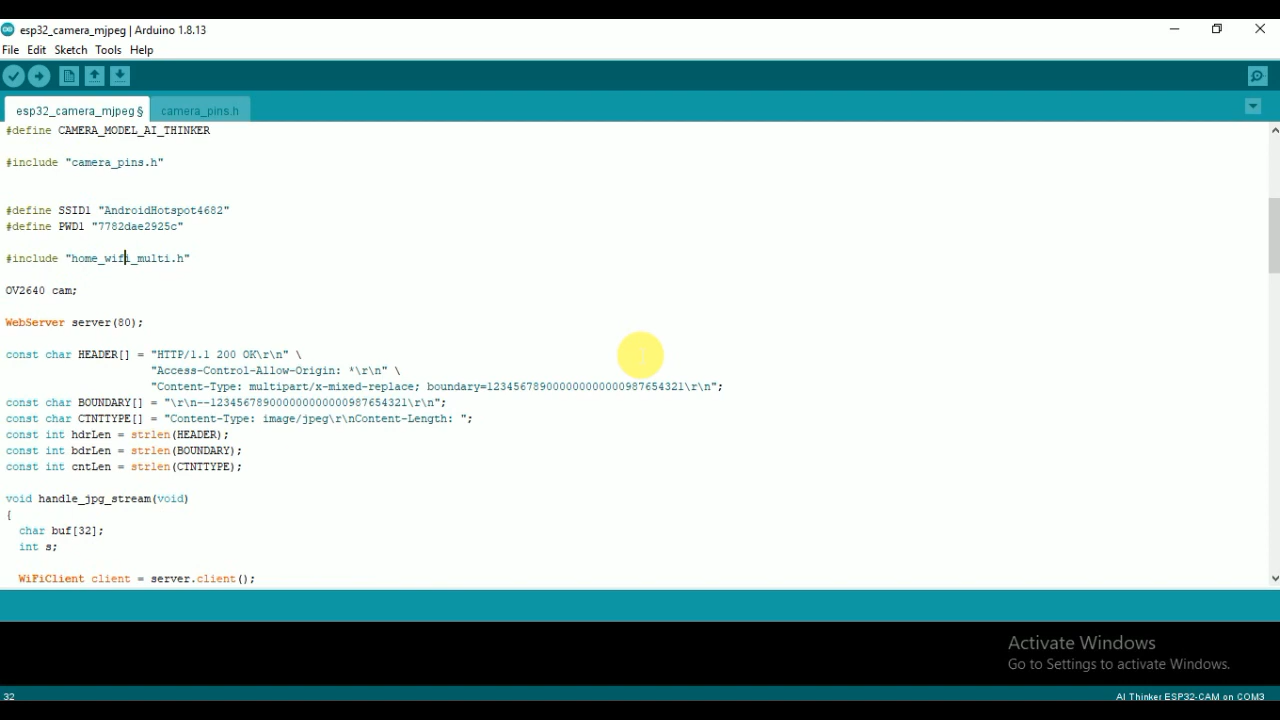 esp32_camera_mjpeg | Arduino 1.8.13
File Edit Sketch Tools Help
esp32_camera_mjpeg § camera_pins.h
#define CAMERA_MODEL_AI_THINKER
#include "camera_pins.h"
#define SSID1 "AndroidHotspot4682"
#define PWD1 "7782dae2925c"
#include "home_wifi_multi.h"
OV2640 cam;
WebServer server(80);
const char HEADER[] = "HTTP/1.1 200 OK\r\n" \
"Access-Control-Allow-Origin: *\r\n" \
"Content-Type: multipart/x-mixed-replace; boundary=123456789000000000000987654321\r\n";
const char BOUNDARY[] = "\r\n--123456789000000000000987654321\r\n";
const char CTNTTYPE[] = "Content-Type: image/jpeg\r\nContent-Length: ";
const int hdrLen = strlen(HEADER);
const int bdrLen = strlen(BOUNDARY);
const int cntLen = strlen(CTNTTYPE);
void handle_jpg_stream(void)
{
char buf[32];
int s;
WiFiClient client = server.client();
Activate Windows
Go to Settings to activate Windows.
32 AI Thinker ESP32-CAM on COM3